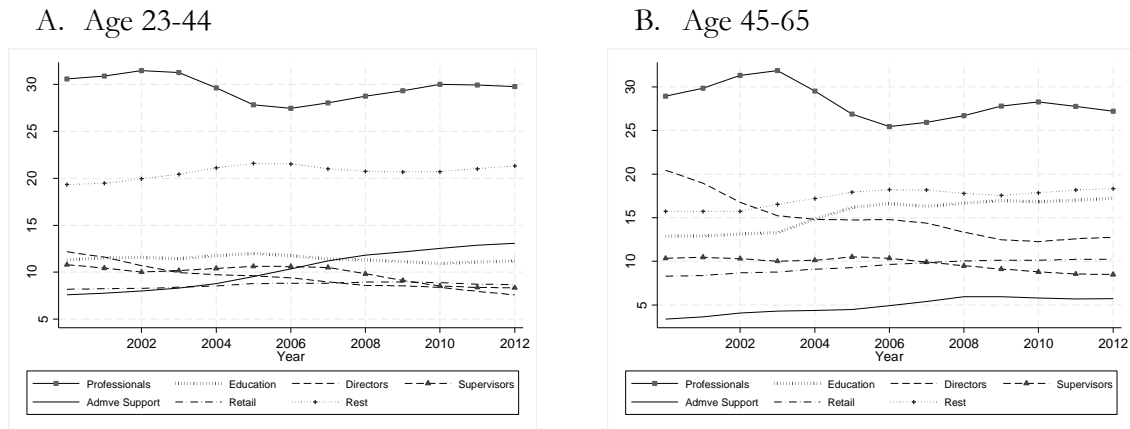 A. Age 23-44
30
25
20
15
10
5
2002 2004 2006 2008 2010 2012
Year
Professionals Education Directors Supervisors
Admve Support Retail Rest
B. Age 45-65
30
25
20
15
10
5
2002 2004 2006 2008 2010 2012
Year
Professionals Education Directors Supervisors
Admve Support Retail Rest